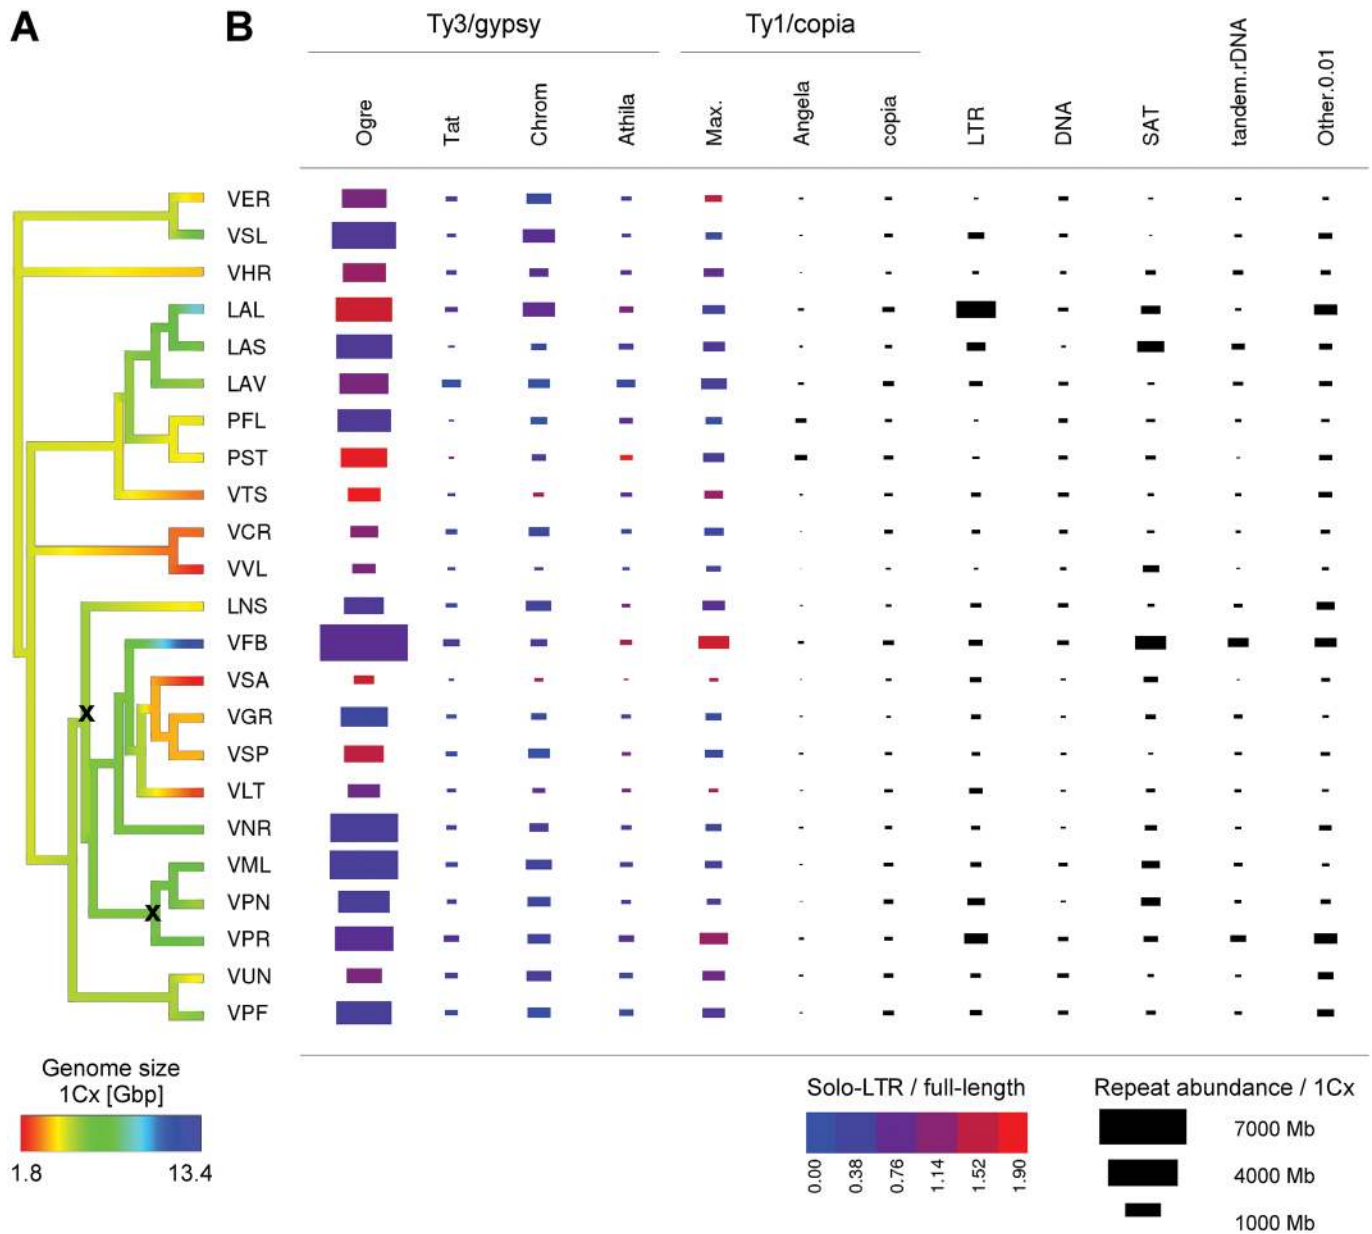 A B
Ty3/gypsy Ty1/copia
Ogre Tat Chrom Athila Max. Angela copia LTR DNA SAT tandem.rDNA Other.0.01
VER
VSL
VHR
LAL
LAS
LAV
PFL
PST
VTS
VCR
VVL
LNS
VFB
VSA
X
VGR
VSP
VLT
VNR
VML
VPN
X
VPR
VUN
VPF
Genome size
1Cx [Gbp]
1.8 13.4
Solo-LTR / full-length
0.00 0.38 0.76 1.14 1.52 1.90
Repeat abundance / 1Cx
7000 Mb
4000 Mb
1000 Mb